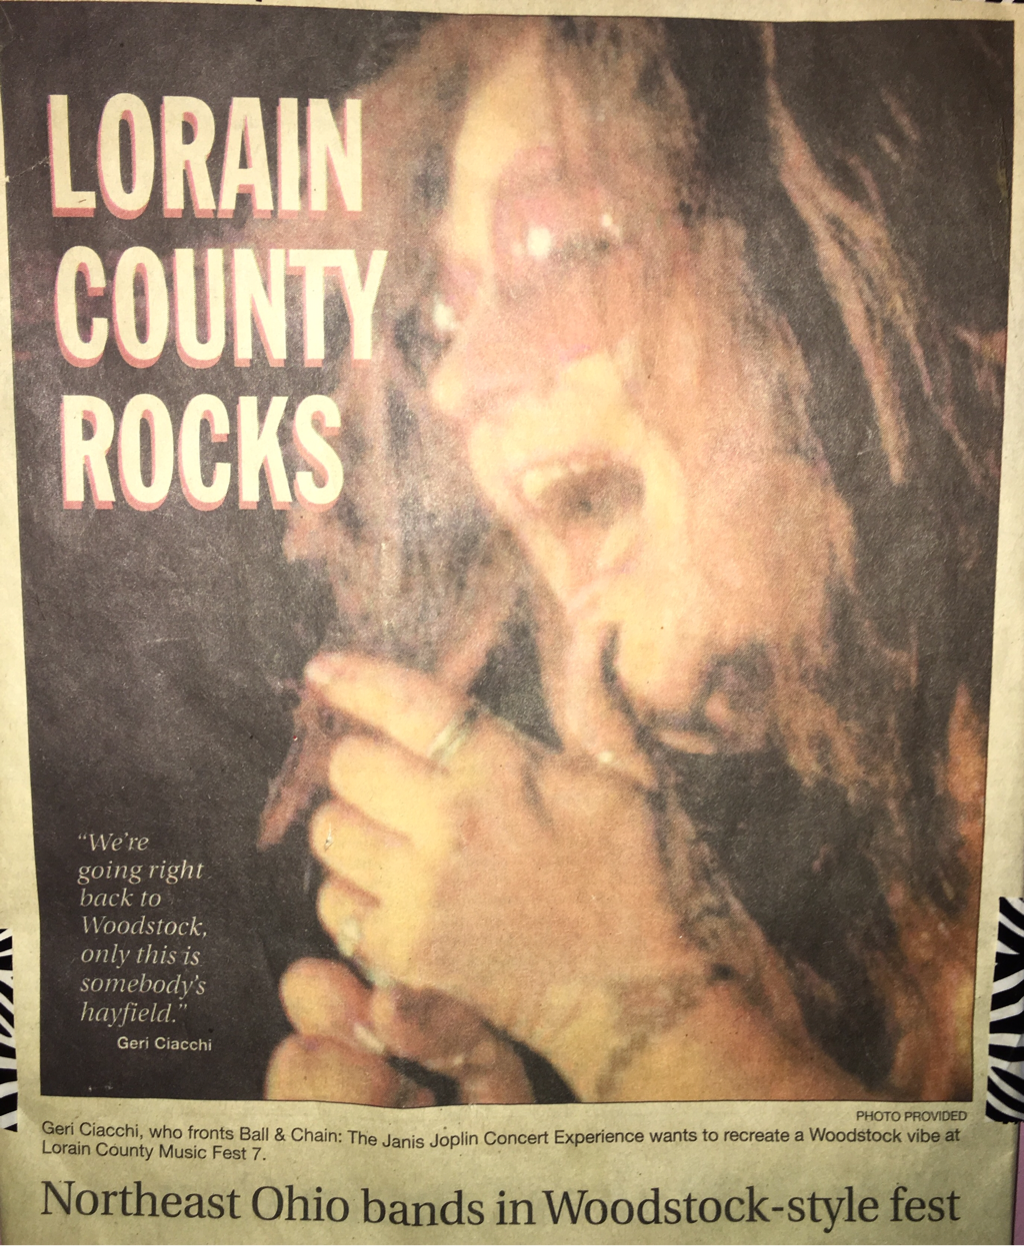 LORAIN
COUNTY
ROCKS
“We’re
going right
back to
Woodstock,
only this is
somebody’s
hayfield.”
Geri Ciacchi
PHOTO PROVIDED
Geri Ciacchi, who fronts Ball & Chain: The Janis Joplin Concert Experience wants to recreate a Woodstock vibe at
Lorain County Music Fest 7.
Northeast Ohio bands in Woodstock-style fest